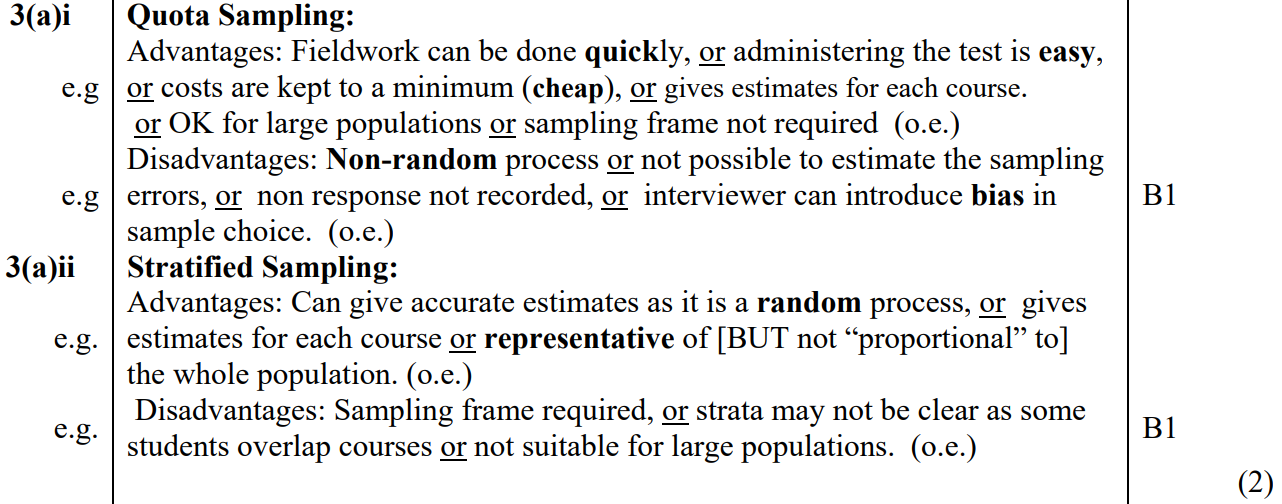 3(a)i Quota Sampling:
Advantages: Fieldwork can be done quickly, or administering the test is easy,
e.g or costs are kept to a minimum (cheap), or gives estimates for each course.
or OK for large populations or sampling frame not required (o.e.)
Disadvantages: Non-random process or not possible to estimate the sampling
e.g errors, or non response not recorded, or interviewer can introduce bias in B1
sample choice. (o.e.)
3(a)ii Stratified Sampling:
Advantages: Can give accurate estimates as it is a random process, or gives
e.g. estimates for each course or representative of [BUT not “proportional” to]
the whole population. (o.e.)
Disadvantages: Sampling frame required, or strata may not be clear as some
e.g. students overlap courses or not suitable for large populations. (o.e.) B1
(2)